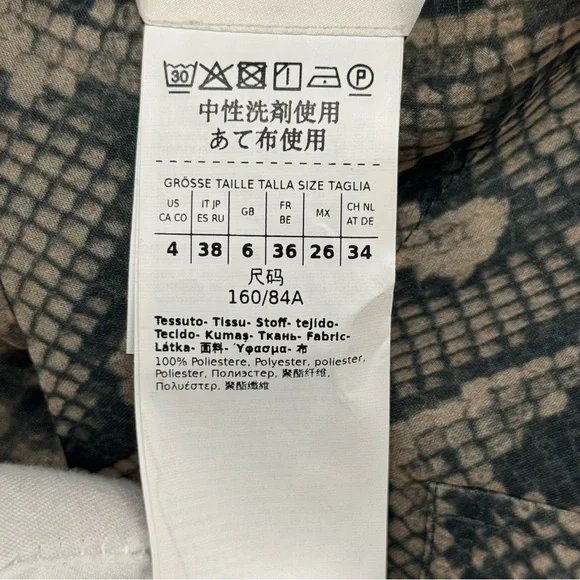 30 P
中性洗剤使用
あて布使用
GRÖSSE TAILLE TALLA SIZE TAGLIA
US CA CO IT JP ES RU GB FR BE MX CH NL AT DE
4 38 6 36 26 34
尺码
160/84A
Tessuto- Tissu- Stoff- tejido-
Tecido- Kumaş- Ткань- Fabric-
Látka- 面料- Ύφασμα- 布
100% Poliestere, Polyester, poliester,
Poliester, Полиэстер, 聚酯纤维,
Πολυέστερ, 聚酯纖維